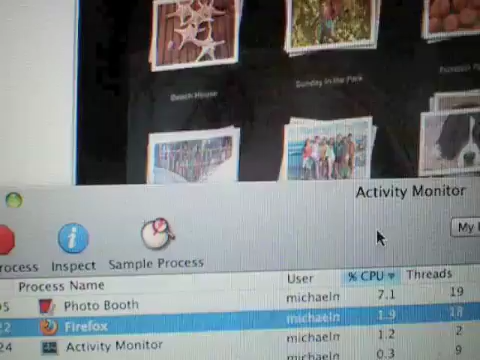 Beach House
Sunday in the Park
Activity Monitor
My
rocess
Inspect
Sample Process
Process Name
User
% CPU
Threads
Photo Booth
michaeln
7.1
19
22
Firefox
michaeln
1.9
18
24
Activity Monitor
michaeln
1.2
2
michaeln
0.3
9